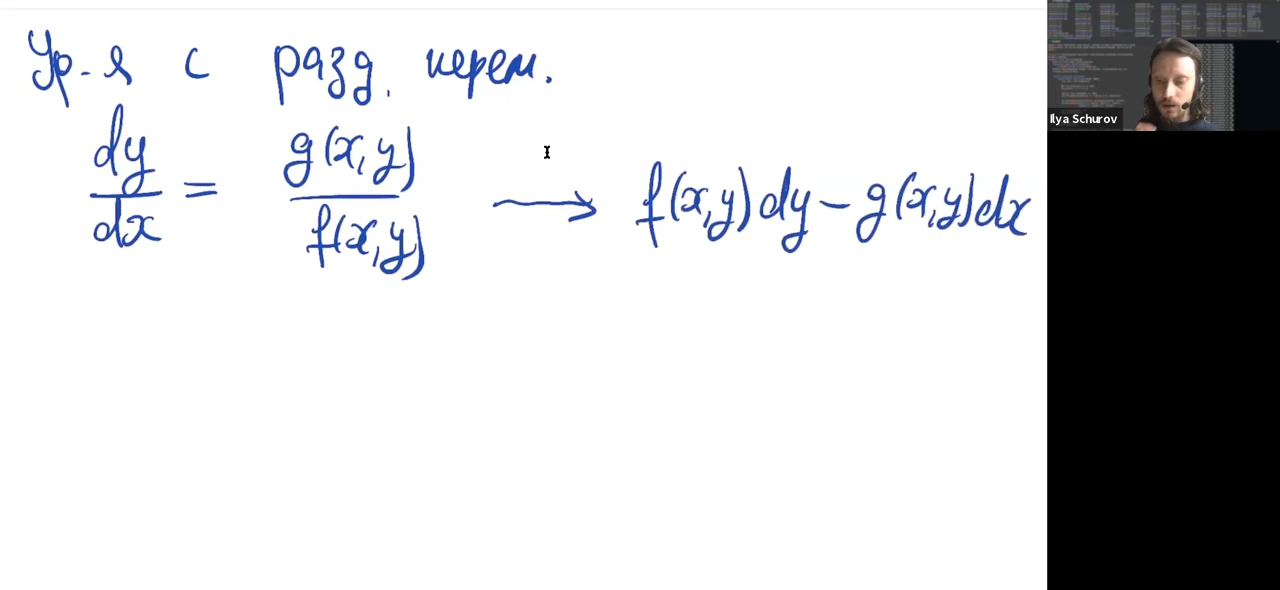 Ур-я с разд. перем.
dy/dx = g(x,y)/f(x,y) → f(x,y)dy − g(x,y)dx
Ilya Schurov